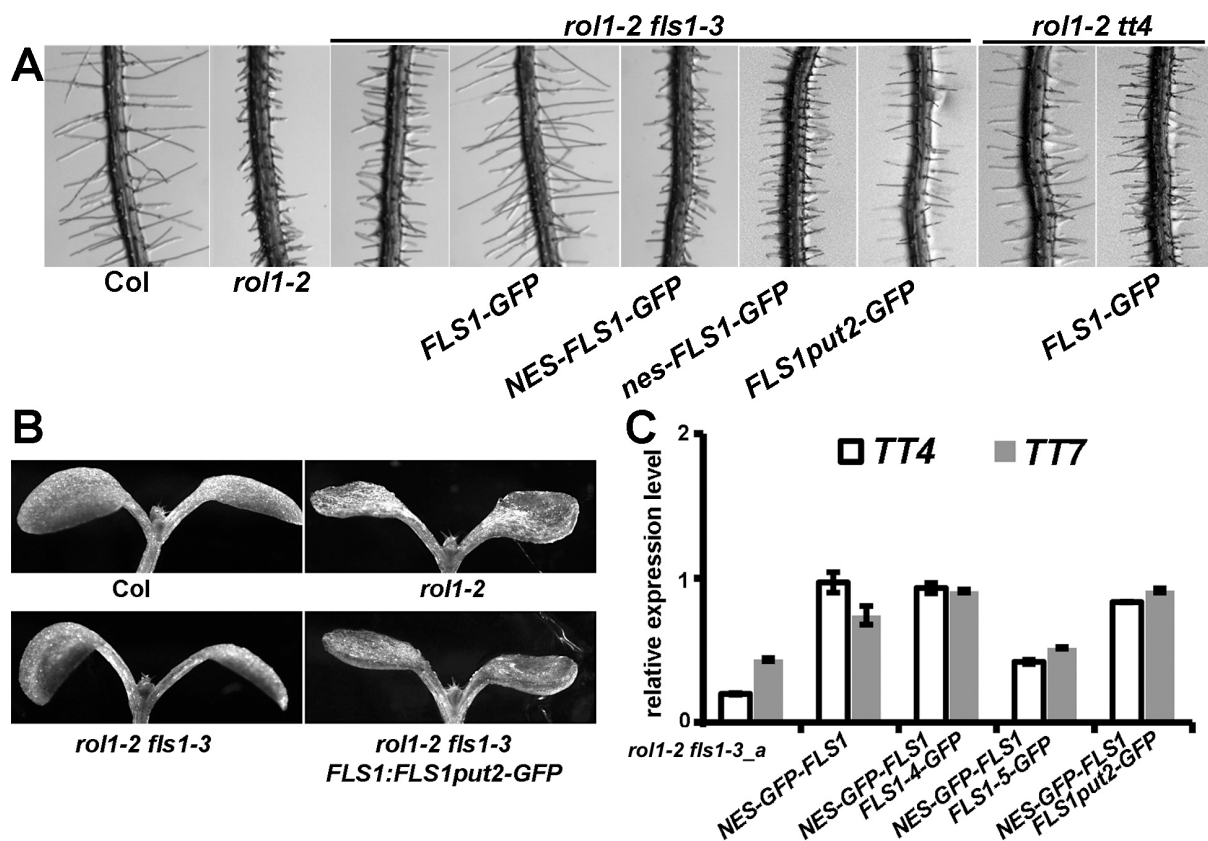 A
rol1-2 fls1-3
rol1-2 tt4
Col
rol1-2
FLS1-GFP
NES-FLS1-GFP
nes-FLS1-GFP
FLS1put2-GFP
FLS1-GFP
B
Col
rol1-2
rol1-2 fls1-3
rol1-2 fls1-3
FLS1:FLS1put2-GFP
C
relative expression level
2
1
0
TT4
TT7
rol1-2 fls1-3_a
NES-GFP-FLS1
NES-GFP-FLS1
FLS1-4-GFP
NES-GFP-FLS1
FLS1-5-GFP
NES-GFP-FLS1
FLS1put2-GFP